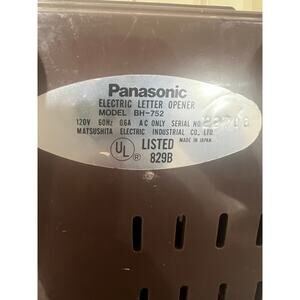 Panasonic
ELECTRIC LETTER OPENER
MODEL BH-752
120V 60Hz 0.6A AC ONLY SERIAL NO.
MATSUSHITA ELECTRIC INDUSTRIAL CO., LTD.
MADE IN JAPAN
UL ® LISTED
829B